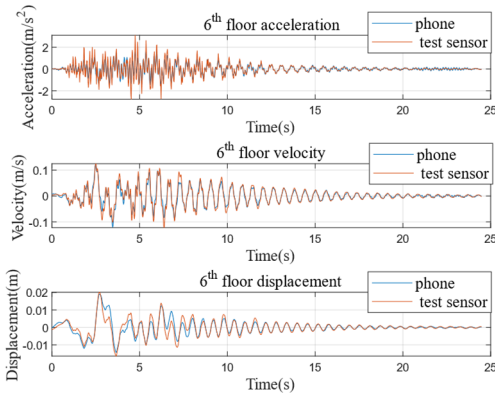 6th floor acceleration
phone
test sensor
Acceleration(m/s²)
2
0
-2
0 5 10 15 20 25
Time(s)
6th floor velocity
phone
test sensor
Velocity(m/s)
0.1
0
-0.1
0 5 10 15 20 25
Time(s)
6th floor displacement
phone
test sensor
Displacement(m)
0.02
0.01
0
-0.01
0 5 10 15 20 25
Time(s)